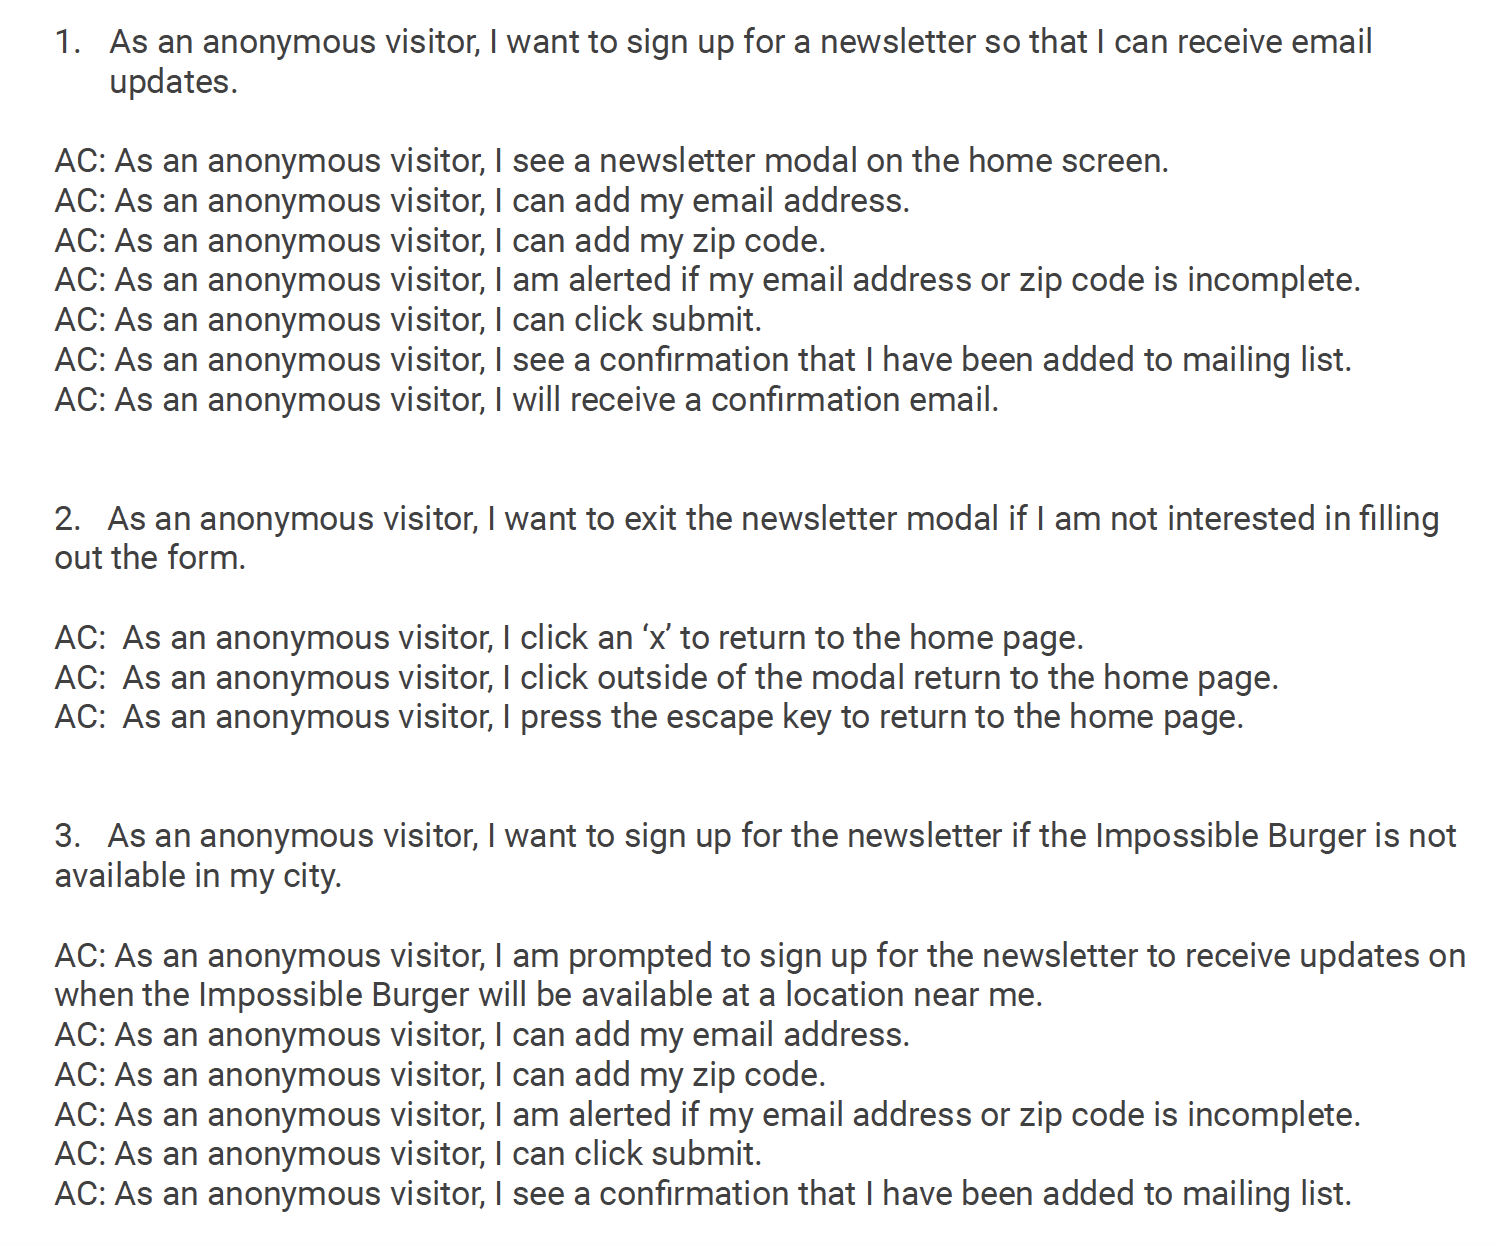 1. As an anonymous visitor, I want to sign up for a newsletter so that I can receive email
updates.
AC: As an anonymous visitor, I see a newsletter modal on the home screen.
AC: As an anonymous visitor, I can add my email address.
AC: As an anonymous visitor, I can add my zip code.
AC: As an anonymous visitor, I am alerted if my email address or zip code is incomplete.
AC: As an anonymous visitor, I can click submit.
AC: As an anonymous visitor, I see a confirmation that I have been added to mailing list.
AC: As an anonymous visitor, I will receive a confirmation email.
2. As an anonymous visitor, I want to exit the newsletter modal if I am not interested in filling
out the form.
AC: As an anonymous visitor, I click an ‘x’ to return to the home page.
AC: As an anonymous visitor, I click outside of the modal return to the home page.
AC: As an anonymous visitor, I press the escape key to return to the home page.
3. As an anonymous visitor, I want to sign up for the newsletter if the Impossible Burger is not
available in my city.
AC: As an anonymous visitor, I am prompted to sign up for the newsletter to receive updates on
when the Impossible Burger will be available at a location near me.
AC: As an anonymous visitor, I can add my email address.
AC: As an anonymous visitor, I can add my zip code.
AC: As an anonymous visitor, I am alerted if my email address or zip code is incomplete.
AC: As an anonymous visitor, I can click submit.
AC: As an anonymous visitor, I see a confirmation that I have been added to mailing list.